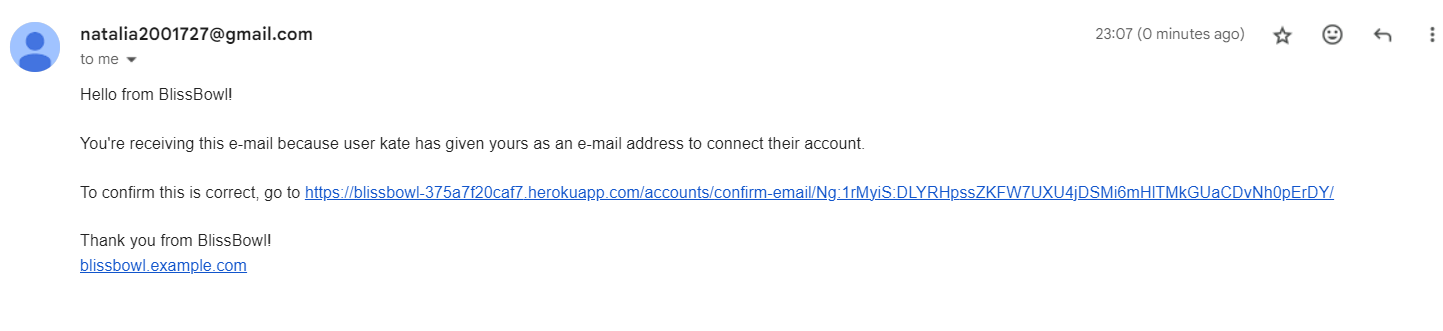 natalia2001727@gmail.com
23:07 (0 minutes ago)
to me
Hello from BlissBowl!
You're receiving this e-mail because user kate has given yours as an e-mail address to connect their account.
To confirm this is correct, go to https://blissbowl-375a7f20caf7.herokuapp.com/accounts/confirm-email/Ng:1rMyiS:DLYRHpssZKFW7UXU4jDSMi6mHlTMkGUaCDvNh0pErDY/
Thank you from BlissBowl!
blissbowl.example.com